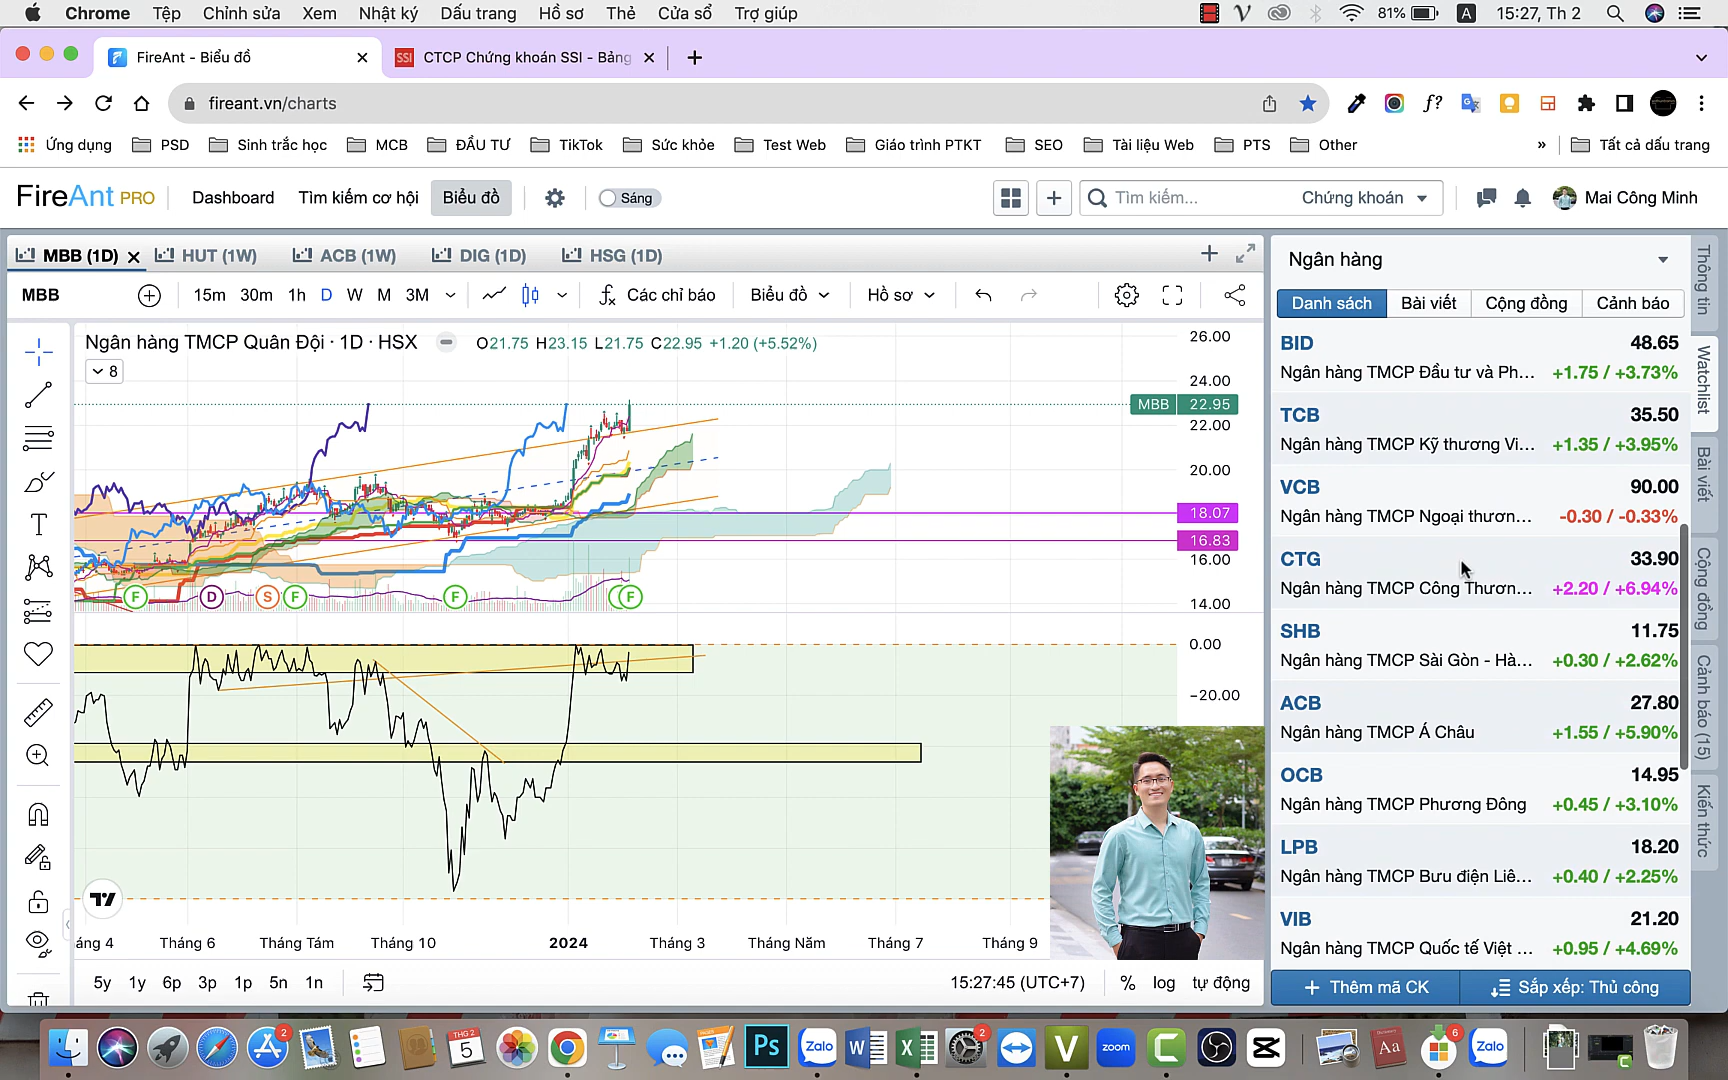 Chrome Tệp Chỉnh sửa Xem Nhật ký Dấu trang Hồ sơ Thẻ Cửa sổ Trợ giúp 81% A 15:27, Th 2
FireAnt - Biểu đồ SSI CTCP Chứng khoán SSI - Bảng
fireant.vn/charts f?
Ứng dụng PSD Sinh trắc học MCB ĐẦU TƯ TikTok Sức khỏe Test Web Giáo trình PTKT SEO Tài liệu Web PTS Other » Tất cả dấu trang
FireAnt PRO Dashboard Tìm kiếm cơ hội Biểu đồ Sáng Tìm kiếm... Chứng khoán Mai Công Minh
MBB (1D) HUT (1W) ACB (1W) DIG (1D) HSG (1D)
MBB 15m 30m 1h D W M 3M Các chỉ báo Biểu đồ Hồ sơ
Ngân hàng TMCP Quân Đội · 1D · HSX O21.75 H23.15 L21.75 C22.95 +1.20 (+5.52%)
8
26.00
24.00
MBB 22.95
22.00
20.00
18.07
16.83
16.00
14.00
F D S F F F
0.00
−20.00
áng 4 Tháng 6 Tháng Tám Tháng 10 2024 Tháng 3 Tháng Năm Tháng 7 Tháng 9
5y 1y 6p 3p 1p 5n 1n 15:27:45 (UTC+7) % log tự động
Ngân hàng
Danh sách Bài viết Cộng đồng Cảnh báo
BID 48.65
Ngân hàng TMCP Đầu tư và Ph... +1.75 / +3.73%
TCB 35.50
Ngân hàng TMCP Kỹ thương Vi... +1.35 / +3.95%
VCB 90.00
Ngân hàng TMCP Ngoại thươn... -0.30 / -0.33%
CTG 33.90
Ngân hàng TMCP Công Thươn... +2.20 / +6.94%
SHB 11.75
Ngân hàng TMCP Sài Gòn - Hà... +0.30 / +2.62%
ACB 27.80
Ngân hàng TMCP Á Châu +1.55 / +5.90%
OCB 14.95
Ngân hàng TMCP Phương Đông +0.45 / +3.10%
LPB 18.20
Ngân hàng TMCP Bưu điện Liê... +0.40 / +2.25%
VIB 21.20
Ngân hàng TMCP Quốc tế Việt ... +0.95 / +4.69%
Thêm mã CK Sắp xếp: Thủ công
Thông tin
Watchlist
Bài viết
Cộng đồng
Cảnh báo (15)
Kiến thức
2 THG 2 5 Ps Zalo W X 2 V zoom C Aa 6 Zalo